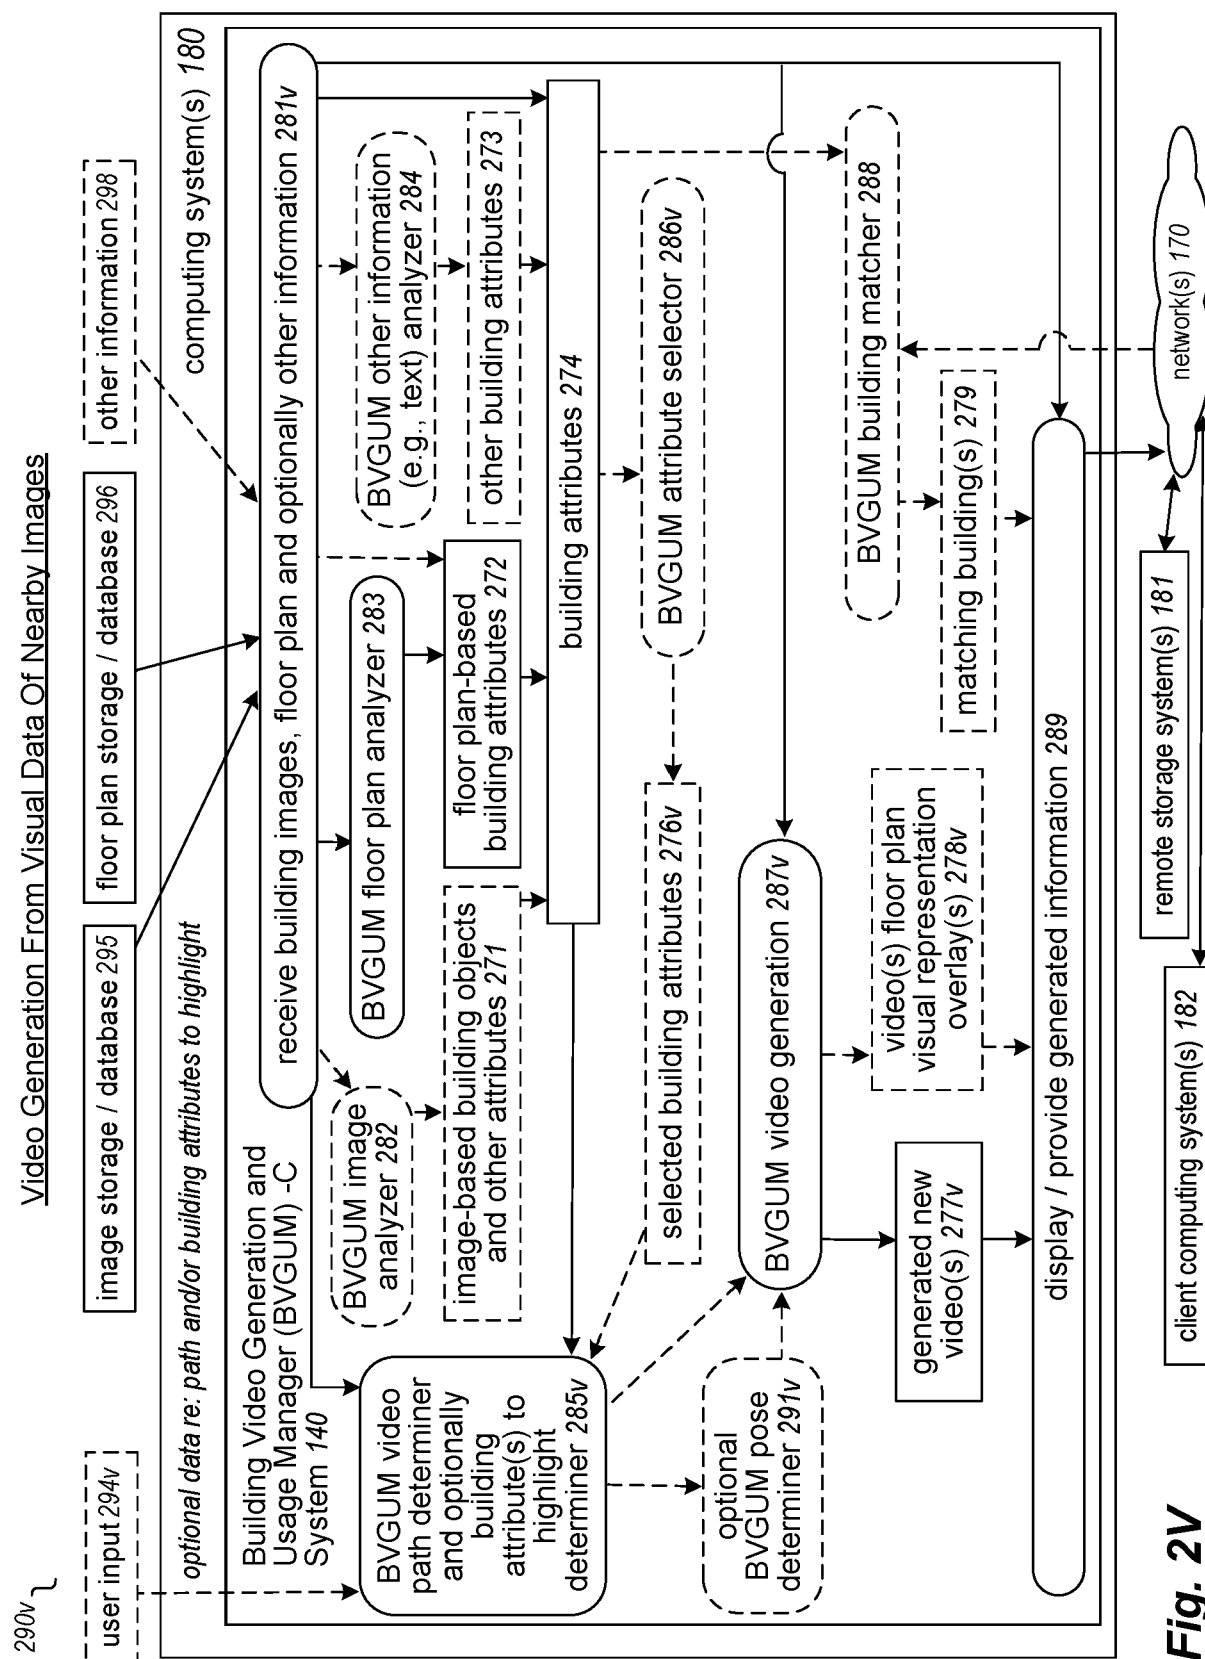 Video Generation From Visual Data Of Nearby Images
290v
user input 294v
image storage / database 295
floor plan storage / database 296
other information 298
optional data re: path and/or building attributes to highlight
computing system(s) 180
Building Video Generation and
Usage Manager (BVGUM) -C
System 140
receive building images, floor plan and optionally other information 281v
BVGUM image
analyzer 282
BVGUM floor plan analyzer 283
BVGUM other information
(e.g., text) analyzer 284
image-based building objects
and other attributes 271
floor plan-based
building attributes 272
other building attributes 273
building attributes 274
BVGUM video
path determiner
and optionally
building
attribute(s) to
highlight
determiner 285v
selected building attributes 276v
BVGUM attribute selector 286v
optional
BVGUM pose
determiner 291v
BVGUM video generation 287v
BVGUM building matcher 288
generated new
video(s) 277v
video(s) floor plan
visual representation
overlay(s) 278v
matching building(s) 279
display / provide generated information 289
client computing system(s) 182
remote storage system(s) 181
network(s) 170
Fig. 2V